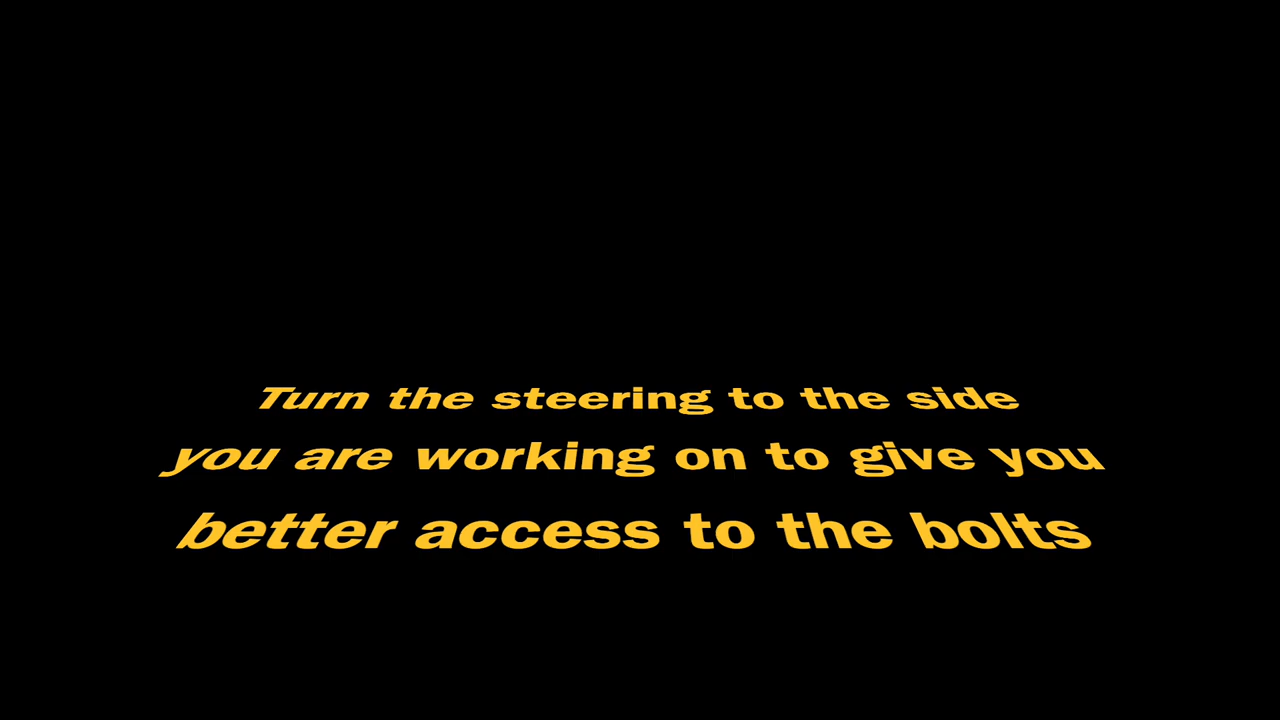 Turn the steering to the side
you are working on to give you
better access to the bolts